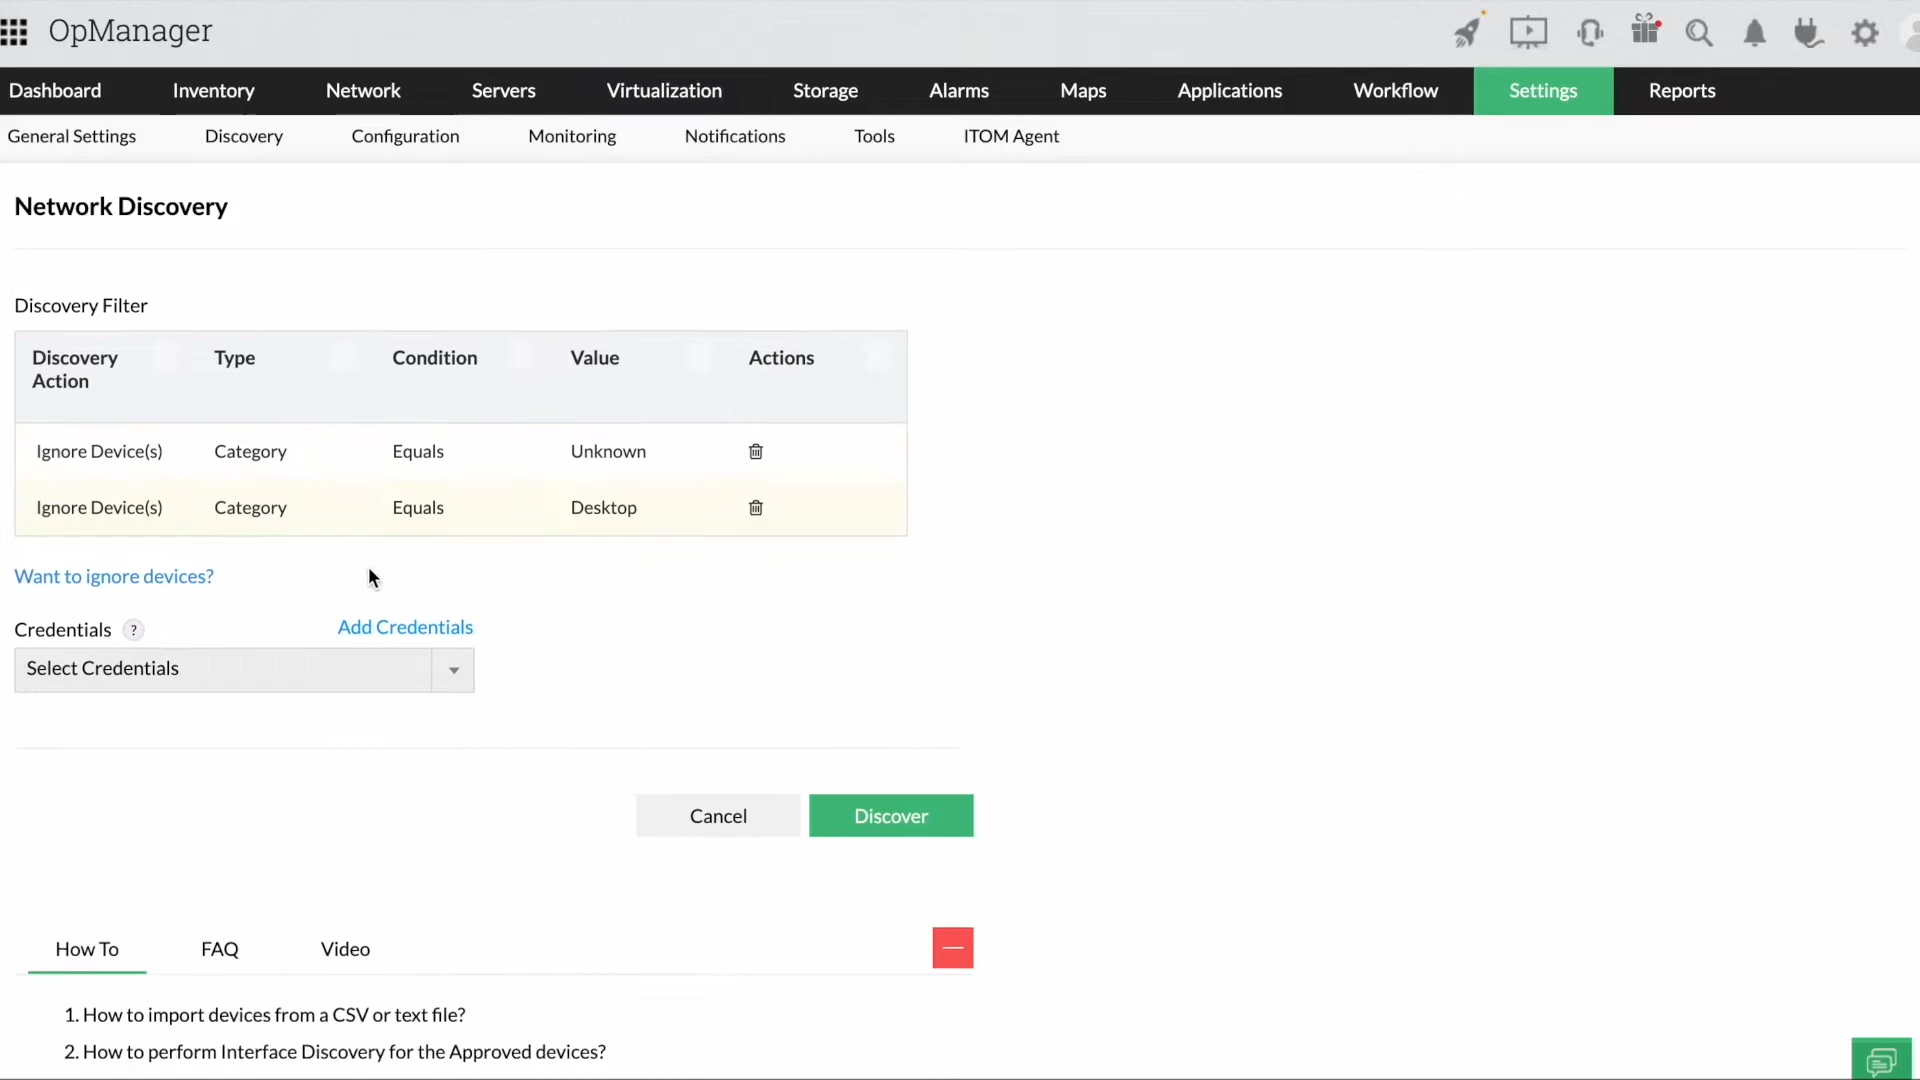 OpManager
Dashboard Inventory Network Servers Virtualization Storage Alarms Maps Applications Workflow Settings Reports
General Settings Discovery Configuration Monitoring Notifications Tools ITOM Agent
Network Discovery
Discovery Filter
Discovery Action Type Condition Value Actions
Ignore Device(s) Category Equals Unknown
Ignore Device(s) Category Equals Desktop
Want to ignore devices?
Credentials ? Add Credentials
Select Credentials
Cancel Discover
How To FAQ Video
1. How to import devices from a CSV or text file?
2. How to perform Interface Discovery for the Approved devices?